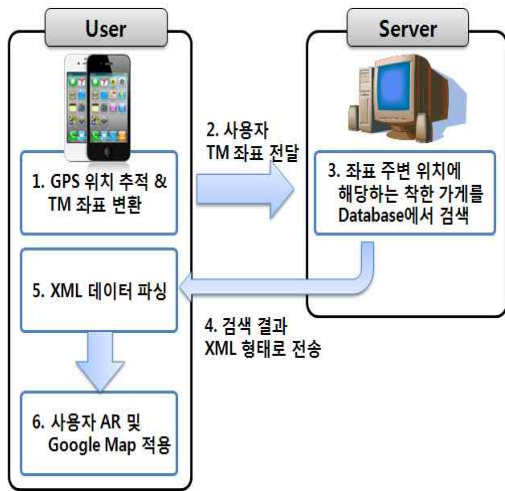 User
Server
1. GPS 위치 추적 &
TM 좌표 변환
2. 사용자
TM 좌표 전달
3. 좌표 주변 위치에
해당하는 착한 가게를
Database에서 검색
4. 검색 결과
XML 형태로 전송
5. XML 데이터 파싱
6. 사용자 AR 및
Google Map 적용